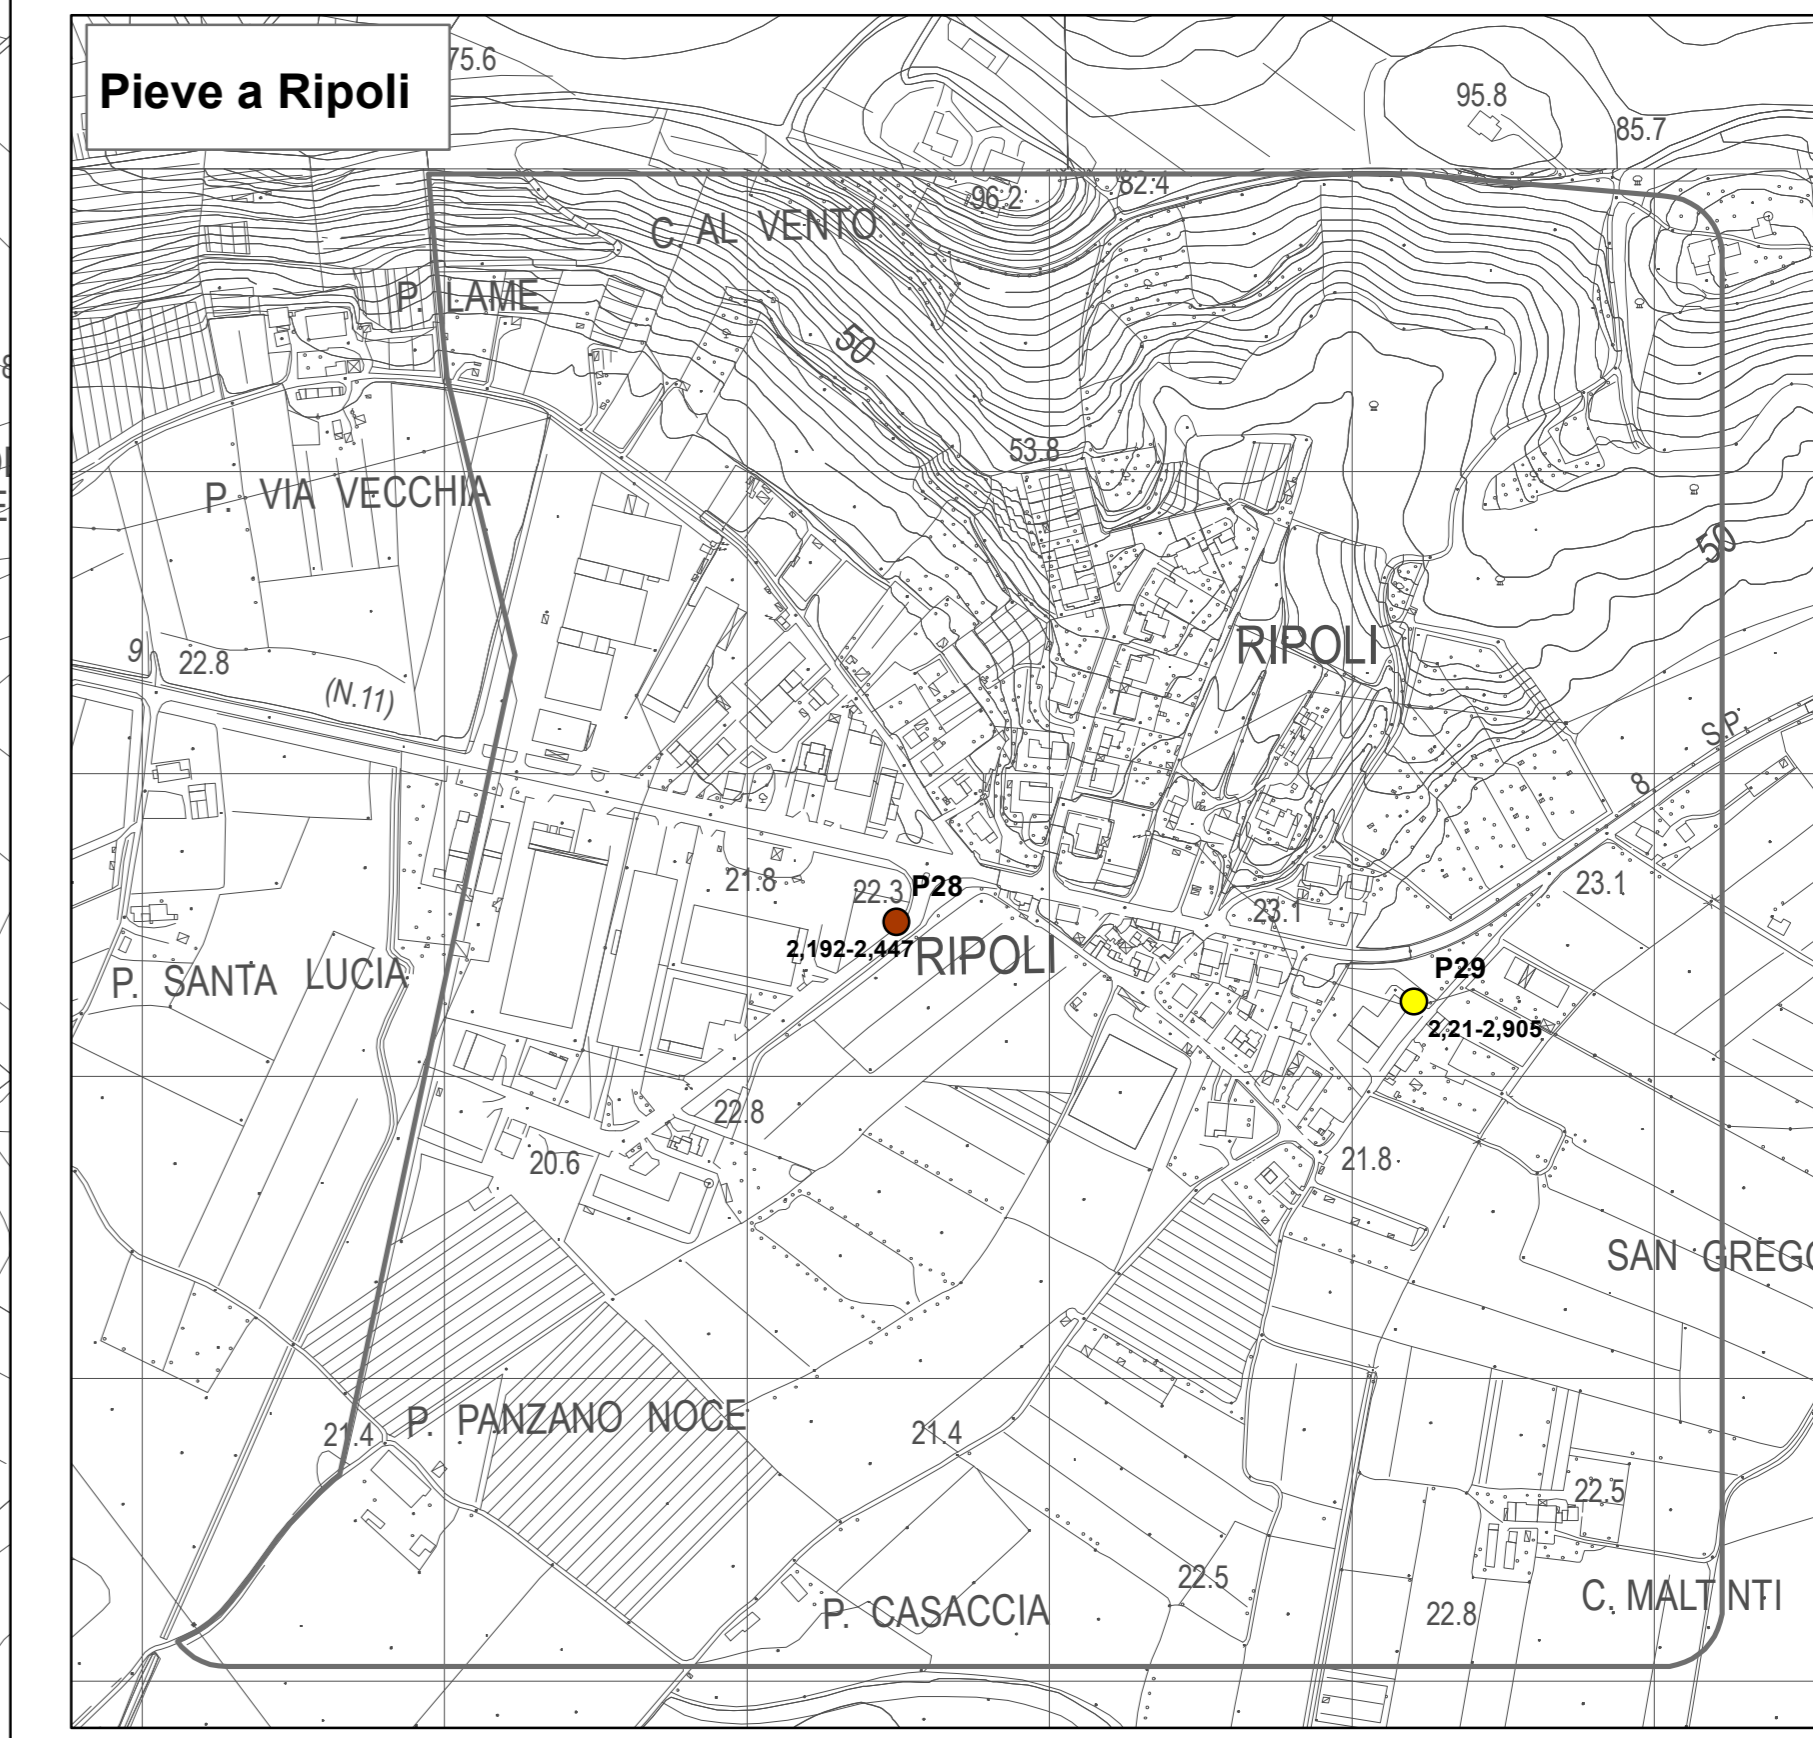 Pieve a Ripoli
75.6
95.8
85.7
96.2
82.4
C. AL VENTO
P. LAME
50
53.8
P. VIA VECCHIA
50
RIPOLI
9
22.8
(N.11)
S.P.
8
21.8
22.3
P28
23.1
23.1
2,192-2,447
RIPOLI
P. SANTA LUCIA
P29
2,21-2,905
22.8
20.6
21.8
SAN GREGO
21.4
P. PANZANO NOCE
21.4
22.5
22.5
P. CASACCIA
22.8
C. MALTINTI